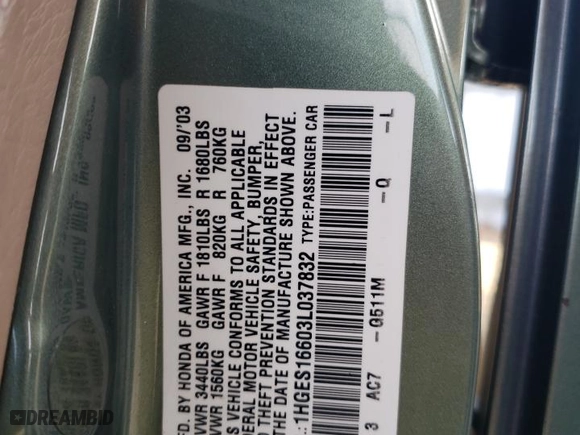 FD. BY HONDA OF AMERICA MFG., INC. 09/'03
VWR 3440LBS GAWR F 1810LBS R 1680LBS
VWR 1560KG GAWR F 820KG R 760KG
S VEHICLE CONFORMS TO ALL APPLICABLE
DERAL MOTOR VEHICLE SAFETY, BUMPER,
D THEFT PREVENTION STANDARDS IN EFFECT
THE DATE OF MANUFACTURE SHOWN ABOVE.
.: 1HGES16603L037832 TYPE:PASSENGER CAR
3 AC7 -G511M -Q -L
DREAMBID